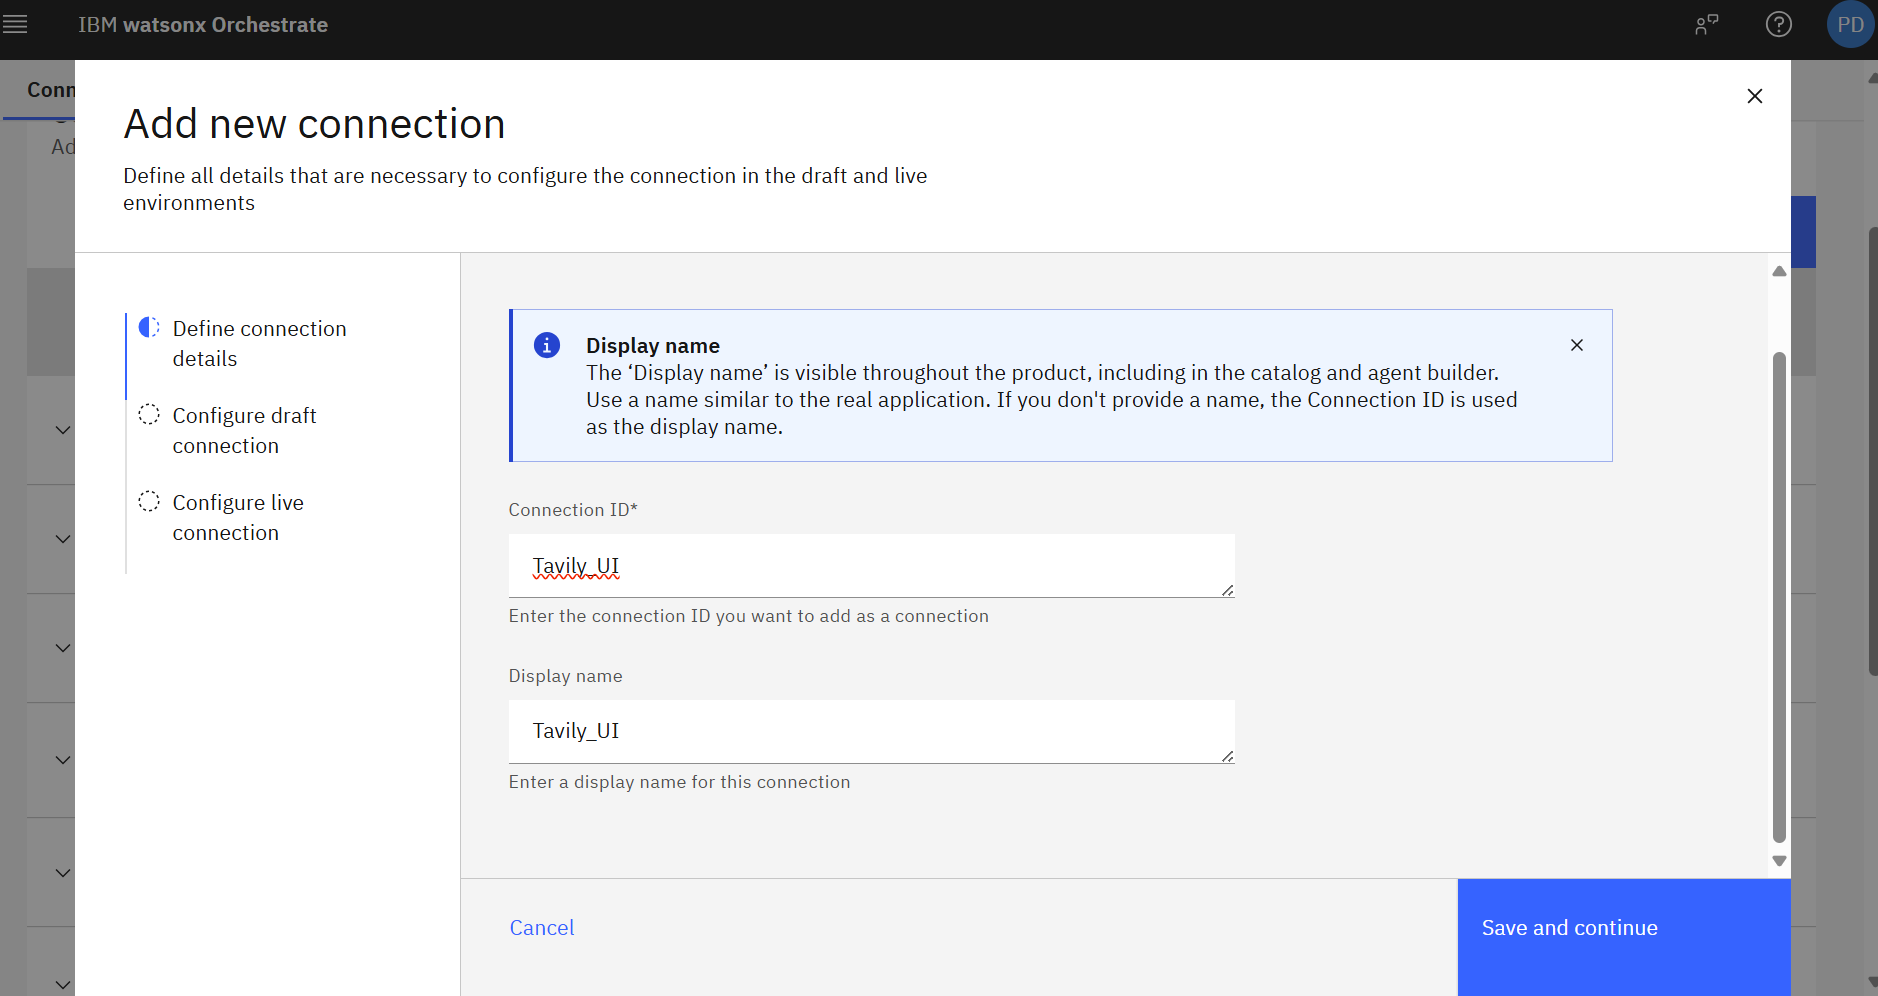 IBM watsonx Orchestrate
PD
Conn
Ad
Add new connection
Define all details that are necessary to configure the connection in the draft and live
environments
Define connection
details
Configure draft
connection
Configure live
connection
Display name
The ‘Display name’ is visible throughout the product, including in the catalog and agent builder.
Use a name similar to the real application. If you don't provide a name, the Connection ID is used
as the display name.
Connection ID*
Tavily_UI
Enter the connection ID you want to add as a connection
Display name
Tavily_UI
Enter a display name for this connection
Cancel
Save and continue